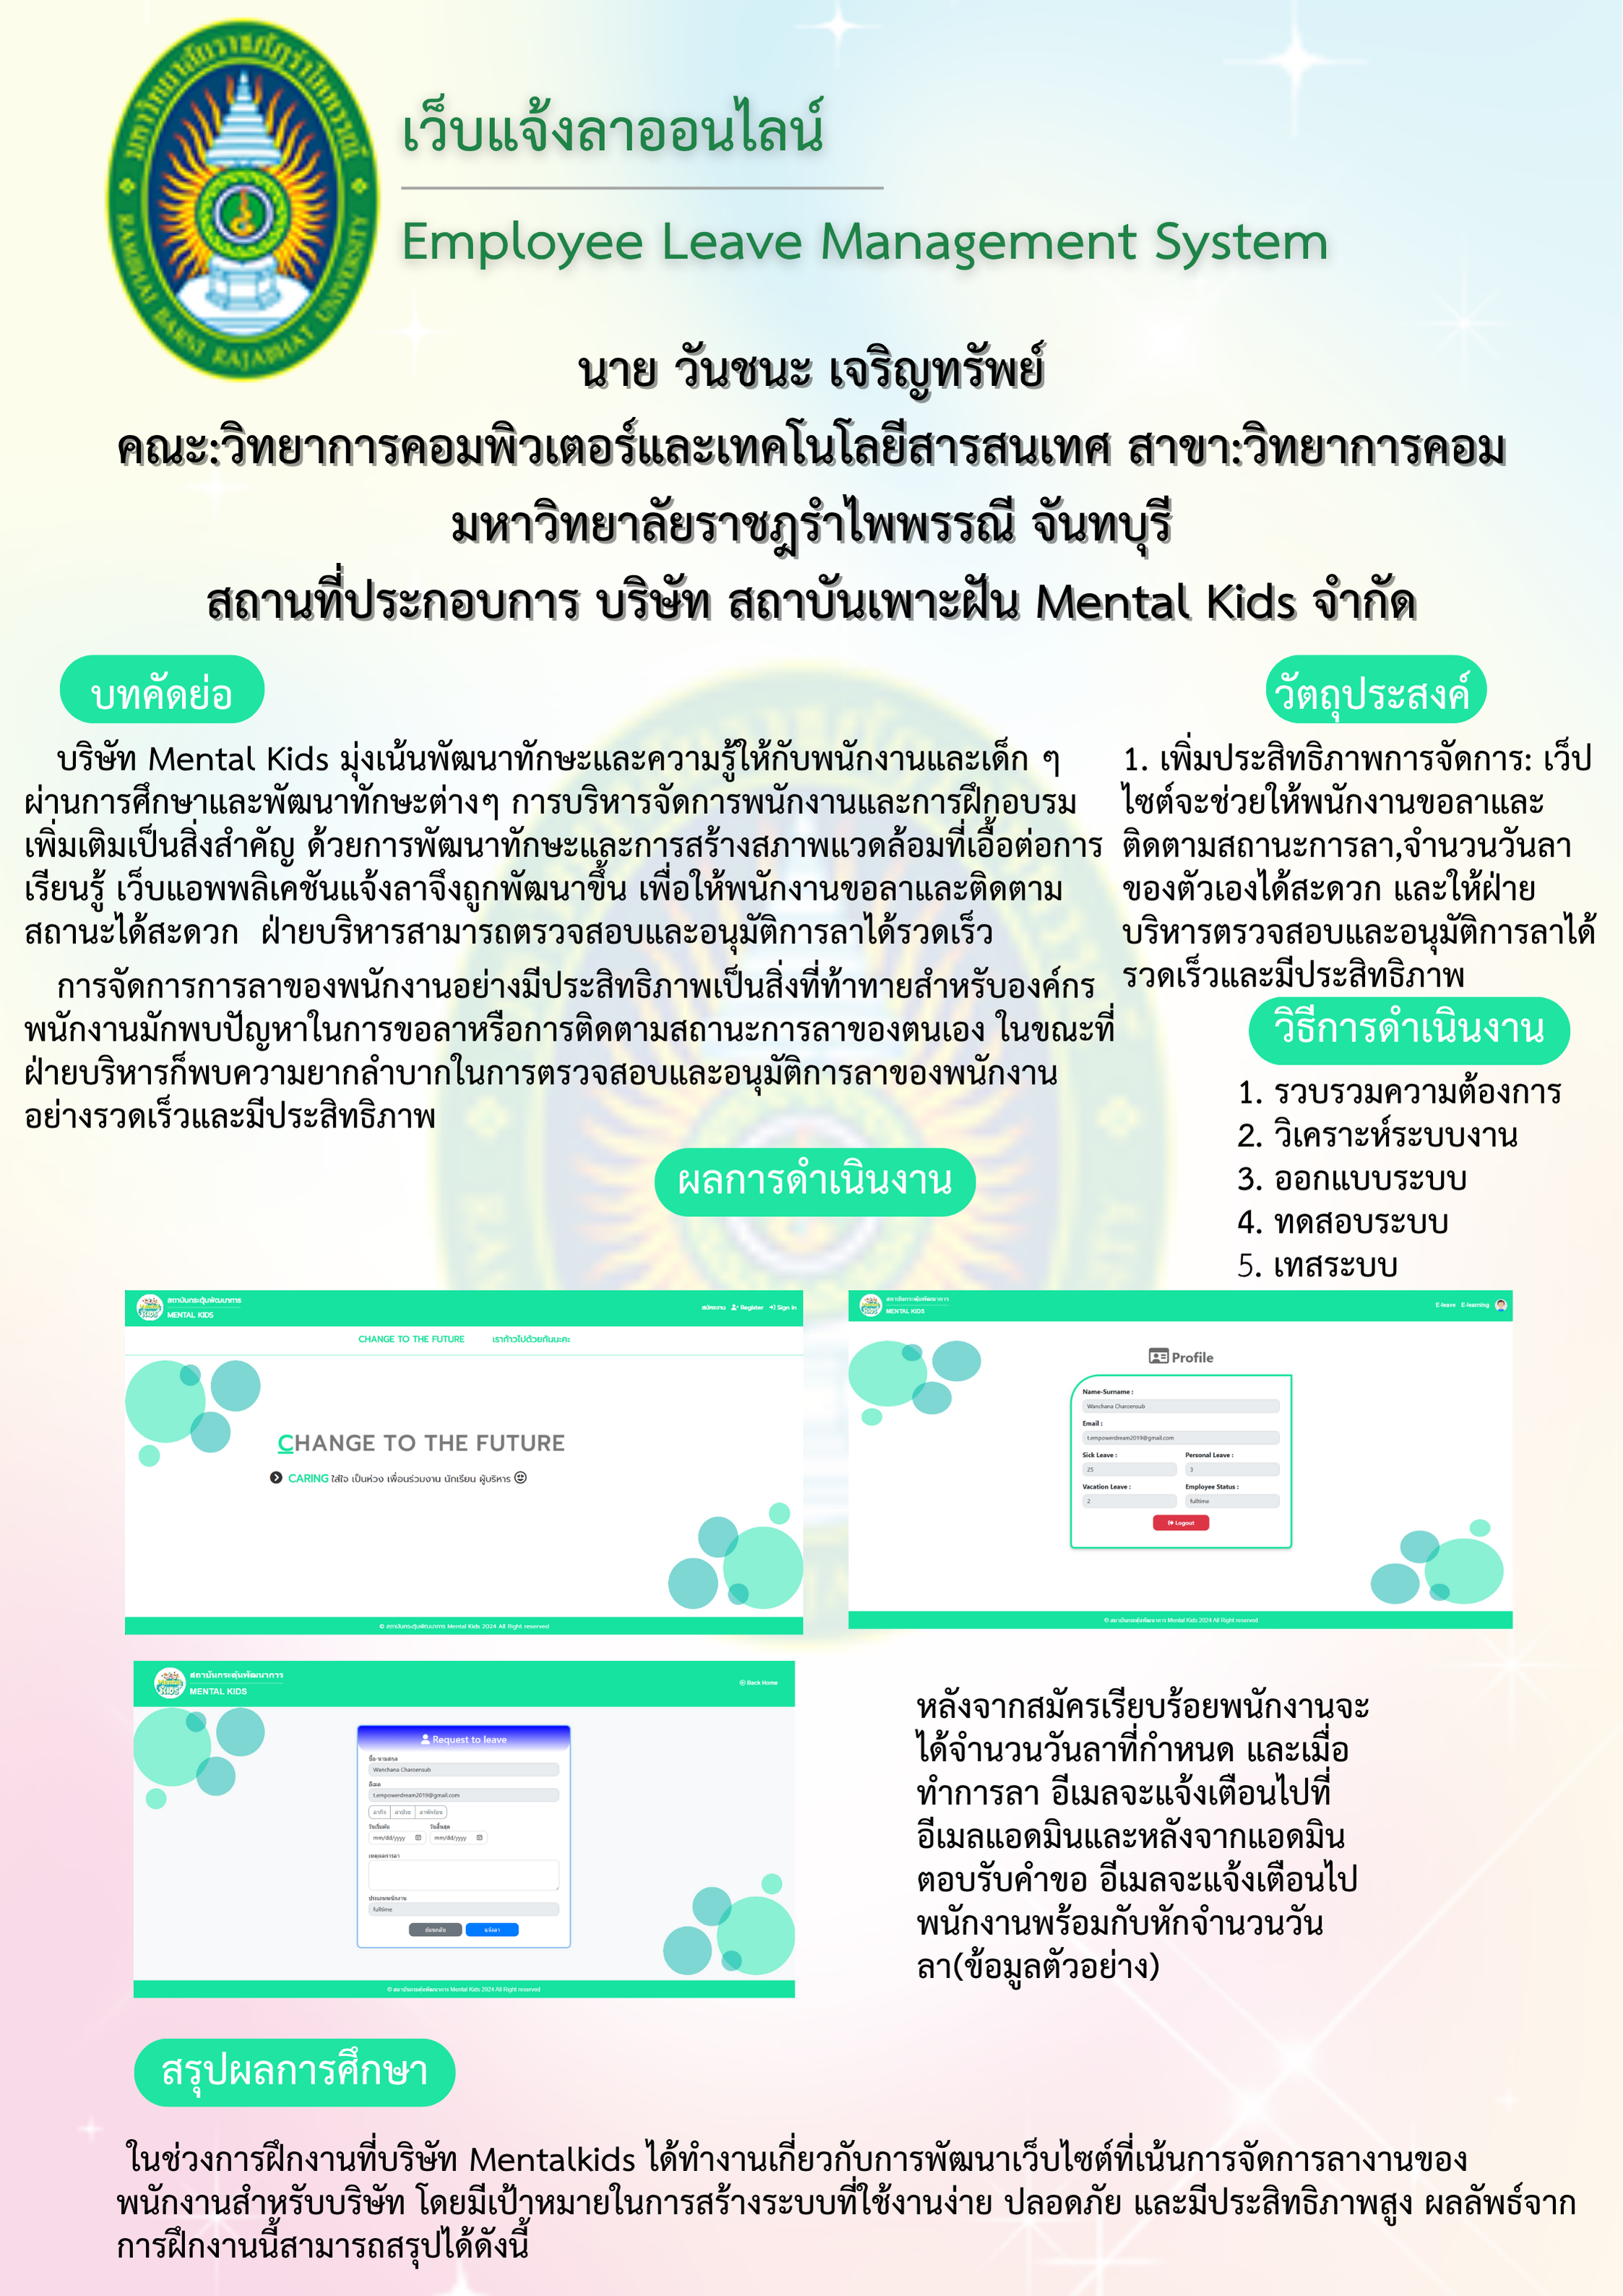 มหาวิทยาลัยราชภัฏรำไพพรรณี
RAMBHAI BARNI RAJABHAT UNIVERSITY
เว็บแจ้งลาออนไลน์
Employee Leave Management System
นาย วันชนะ เจริญทรัพย์
คณะ:วิทยาการคอมพิวเตอร์และเทคโนโลยีสารสนเทศ สาขา:วิทยาการคอม
มหาวิทยาลัยราชฎรำไพพรรณี จันทบุรี
สถานที่ประกอบการ บริษัท สถาบันเพาะฝัน Mental Kids จำกัด
บทคัดย่อ
บริษัท Mental Kids มุ่งเน้นพัฒนาทักษะและความรู้ให้กับพนักงานและเด็ก ๆ
ผ่านการศึกษาและพัฒนาทักษะต่างๆ การบริหารจัดการพนักงานและการฝึกอบรม
เพิ่มเติมเป็นสิ่งสำคัญ ด้วยการพัฒนาทักษะและการสร้างสภาพแวดล้อมที่เอื้อต่อการ
เรียนรู้ เว็บแอพพลิเคชันแจ้งลาจึงถูกพัฒนาขึ้น เพื่อให้พนักงานขอลาและติดตาม
สถานะได้สะดวก ฝ่ายบริหารสามารถตรวจสอบและอนุมัติการลาได้รวดเร็ว
การจัดการการลาของพนักงานอย่างมีประสิทธิภาพเป็นสิ่งที่ท้าทายสำหรับองค์กร
พนักงานมักพบปัญหาในการขอลาหรือการติดตามสถานะการลาของตนเอง ในขณะที่
ฝ่ายบริหารก็พบความยากลำบากในการตรวจสอบและอนุมัติการลาของพนักงาน
อย่างรวดเร็วและมีประสิทธิภาพ
วัตถุประสงค์
1. เพิ่มประสิทธิภาพการจัดการ: เว็ป
ไซต์จะช่วยให้พนักงานขอลาและ
ติดตามสถานะการลา,จำนวนวันลา
ของตัวเองได้สะดวก และให้ฝ่าย
บริหารตรวจสอบและอนุมัติการลาได้
รวดเร็วและมีประสิทธิภาพ
วิธีการดำเนินงาน
1. รวบรวมความต้องการ
2. วิเคราะห์ระบบงาน
3. ออกแบบระบบ
4. ทดสอบระบบ
5. เทสระบบ
ผลการดำเนินงาน
สถาบันกระตุ้นพัฒนาการ
MENTAL KIDS
สมัครงาน Register Sign In
CHANGE TO THE FUTURE เราก้าวไปด้วยกันนะคะ
CHANGE TO THE FUTURE
CARING ใส่ใจ เป็นห่วง เพื่อนร่วมงาน นักเรียน ผู้บริหาร
© สถาบันกระตุ้นพัฒนาการ Mental Kids 2024 All Right reserved
สถาบันกระตุ้นพัฒนาการ
MENTAL KIDS
E-leave E-learning
Profile
Name-Surname :
Wanchana Charoensub
Email :
t.empowerdream2019@gmail.com
Sick Leave : Personal Leave :
25 3
Vacation Leave : Employee Status :
2 fulltime
Logout
© สถาบันกระตุ้นพัฒนาการ Mental Kids 2024 All Right reserved
สถาบันกระตุ้นพัฒนาการ
MENTAL KIDS
Back Home
Request to leave
ชื่อ-นามสกุล
Wanchana Charoensub
อีเมล
t.empowerdream2019@gmail.com
ลากิจ ลาป่วย ลาพักร้อน
วันเริ่มต้น วันสิ้นสุด
mm/dd/yyyy mm/dd/yyyy
เหตุผลการลา
ประเภทพนักงาน
fulltime
ย้อนกลับ แจ้งลา
© สถาบันกระตุ้นพัฒนาการ Mental Kids 2024 All Right reserved
หลังจากสมัครเรียบร้อยพนักงานจะ
ได้จำนวนวันลาที่กำหนด และเมื่อ
ทำการลา อีเมลจะแจ้งเตือนไปที่
อีเมลแอดมินและหลังจากแอดมิน
ตอบรับคำขอ อีเมลจะแจ้งเตือนไป
พนักงานพร้อมกับหักจำนวนวัน
ลา(ข้อมูลตัวอย่าง)
สรุปผลการศึกษา
ในช่วงการฝึกงานที่บริษัท Mentalkids ได้ทำงานเกี่ยวกับการพัฒนาเว็บไซต์ที่เน้นการจัดการลางานของ
พนักงานสำหรับบริษัท โดยมีเป้าหมายในการสร้างระบบที่ใช้งานง่าย ปลอดภัย และมีประสิทธิภาพสูง ผลลัพธ์จาก
การฝึกงานนี้สามารถสรุปได้ดังนี้